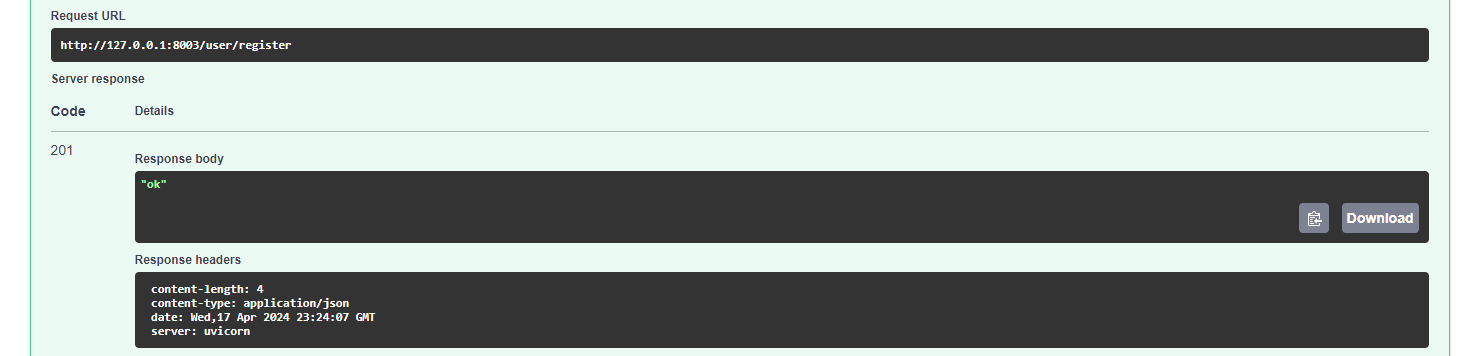 Request URL
http://127.0.0.1:8003/user/register
Server response
Code Details
201
Response body
"ok"
Download
Response headers
content-length: 4
content-type: application/json
date: Wed,17 Apr 2024 23:24:07 GMT
server: uvicorn